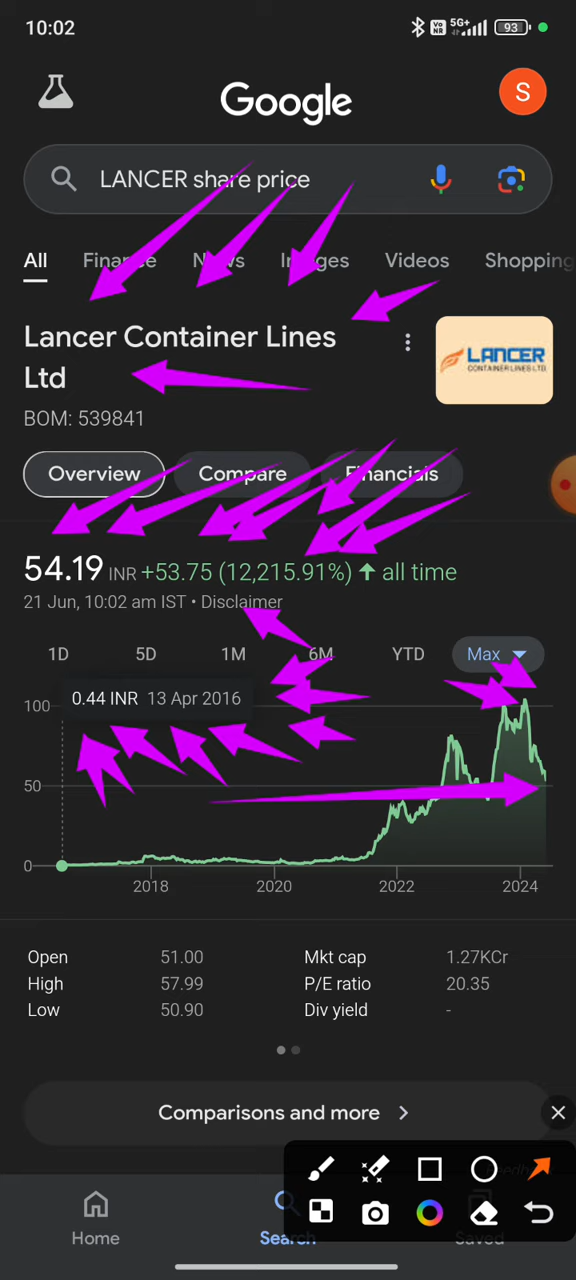 10:02
Vo
NR
5G+
93
Google
S
LANCER share price
All Finance News Images Videos Shopping
Lancer Container Lines
Ltd
LANCER
CONTAINER LINES LTD.
BOM: 539841
Overview Compare Financials
54.19 INR +53.75 (12,215.91%) ↑ all time
21 Jun, 10:02 am IST • Disclaimer
1D 5D 1M 6M YTD Max
0.44 INR 13 Apr 2016
100
50
0
2018 2020 2022 2024
Open 51.00 Mkt cap 1.27KCr
High 57.99 P/E ratio 20.35
Low 50.90 Div yield -
Comparisons and more
Home Search Saved